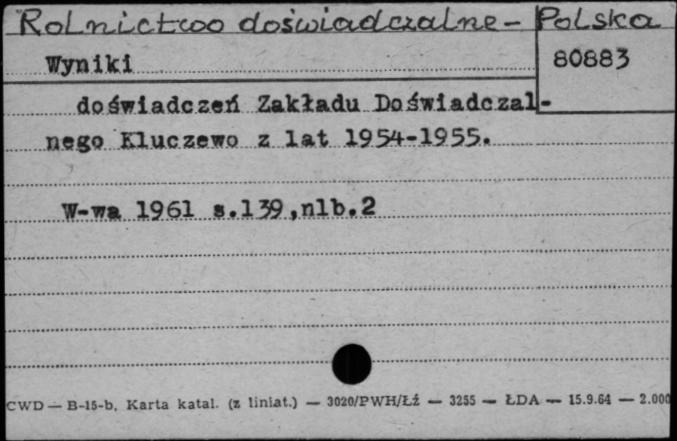 Rolnictwo doświadczalne - Polska
Wyniki
80883
doświadczeń Zakładu Doświadczal-
nego Kluczewo z lat 1954-1955.
W-wa 1961 s.139,nlb.2
CWD — B-15-b, Karta katal. (z liniat.) — 3020/PWH/Łź — 3255 — ŁDA — 15.9.64 — 2.000